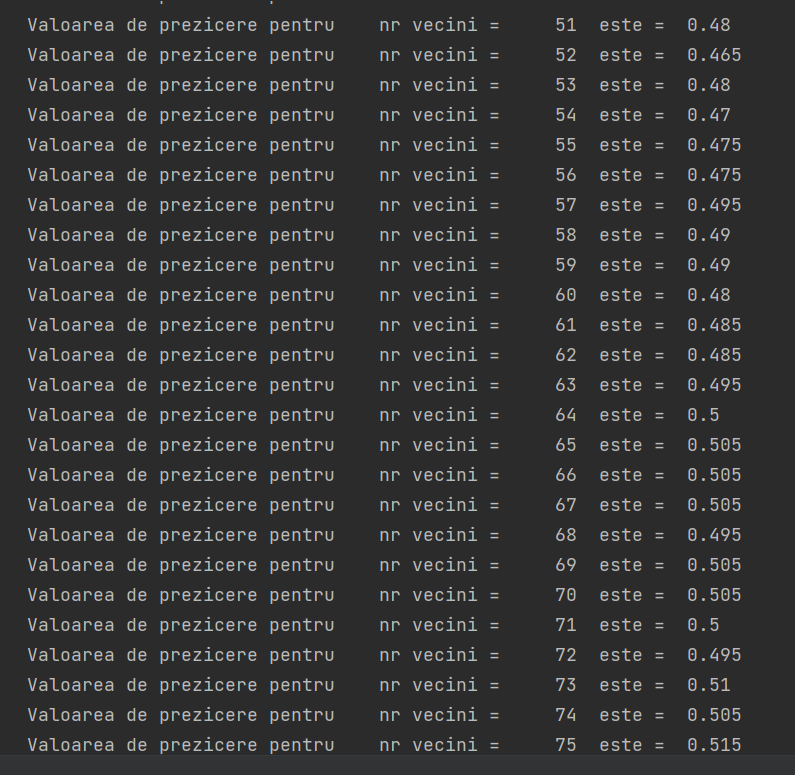 Valoarea de prezicere pentru    nr vecini =     51  este =  0.48
Valoarea de prezicere pentru    nr vecini =     52  este =  0.465
Valoarea de prezicere pentru    nr vecini =     53  este =  0.48
Valoarea de prezicere pentru    nr vecini =     54  este =  0.47
Valoarea de prezicere pentru    nr vecini =     55  este =  0.475
Valoarea de prezicere pentru    nr vecini =     56  este =  0.475
Valoarea de prezicere pentru    nr vecini =     57  este =  0.495
Valoarea de prezicere pentru    nr vecini =     58  este =  0.49
Valoarea de prezicere pentru    nr vecini =     59  este =  0.49
Valoarea de prezicere pentru    nr vecini =     60  este =  0.48
Valoarea de prezicere pentru    nr vecini =     61  este =  0.485
Valoarea de prezicere pentru    nr vecini =     62  este =  0.485
Valoarea de prezicere pentru    nr vecini =     63  este =  0.495
Valoarea de prezicere pentru    nr vecini =     64  este =  0.5
Valoarea de prezicere pentru    nr vecini =     65  este =  0.505
Valoarea de prezicere pentru    nr vecini =     66  este =  0.505
Valoarea de prezicere pentru    nr vecini =     67  este =  0.505
Valoarea de prezicere pentru    nr vecini =     68  este =  0.495
Valoarea de prezicere pentru    nr vecini =     69  este =  0.505
Valoarea de prezicere pentru    nr vecini =     70  este =  0.505
Valoarea de prezicere pentru    nr vecini =     71  este =  0.5
Valoarea de prezicere pentru    nr vecini =     72  este =  0.495
Valoarea de prezicere pentru    nr vecini =     73  este =  0.51
Valoarea de prezicere pentru    nr vecini =     74  este =  0.505
Valoarea de prezicere pentru    nr vecini =     75  este =  0.515